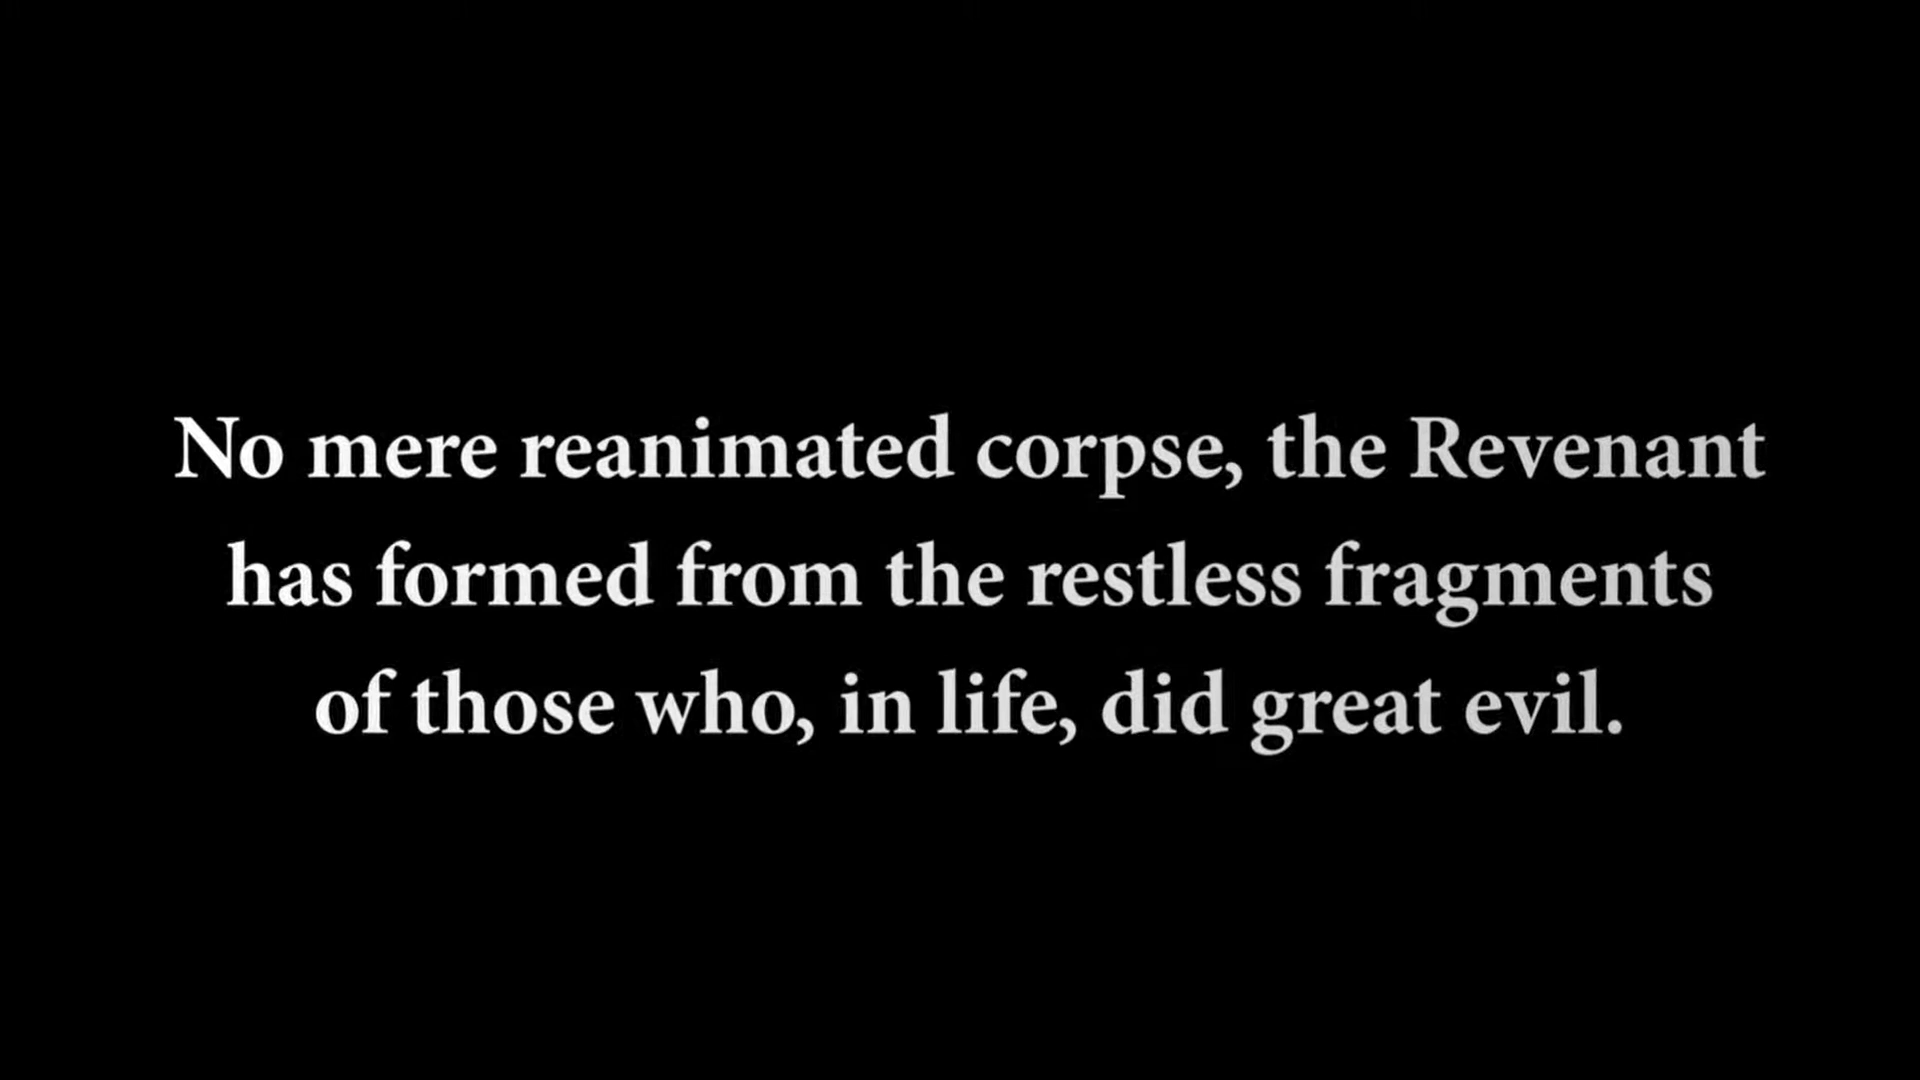 No mere reanimated corpse, the Revenant
has formed from the restless fragments
of those who, in life, did great evil.